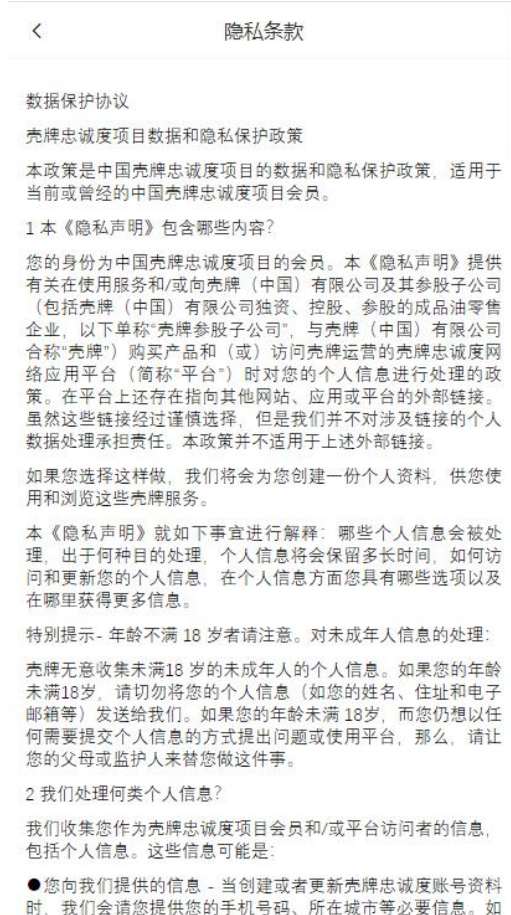 隐私条款
数据保护协议
壳牌忠诚度项目数据和隐私保护政策
本政策是中国壳牌忠诚度项目的数据和隐私保护政策，适用于
当前或曾经的中国壳牌忠诚度项目会员。
1 本《隐私声明》包含哪些内容？
您的身份为中国壳牌忠诚度项目的会员。本《隐私声明》提供
有关在使用服务和/或向壳牌（中国）有限公司及其参股子公司
（包括壳牌（中国）有限公司独资、控股、参股的成品油零售
企业，以下单称“壳牌参股子公司”，与壳牌（中国）有限公司
合称“壳牌”）购买产品和（或）访问壳牌运营的壳牌忠诚度网
络应用平台（简称“平台”）时对您的个人信息进行处理的政
策。在平台上还存在指向其他网站、应用或平台的外部链接。
虽然这些链接经过谨慎选择，但是我们并不对涉及链接的个人
数据处理承担责任。本政策并不适用于上述外部链接。
如果您选择这样做，我们将会为您创建一份个人资料，供您使
用和浏览这些壳牌服务。
本《隐私声明》就如下事宜进行解释：哪些个人信息会被处
理，出于何种目的处理，个人信息将会保留多长时间，如何访
问和更新您的个人信息，在个人信息方面您具有哪些选项以及
在哪里获得更多信息。
特别提示- 年龄不满 18 岁者请注意。对未成年人信息的处理：
壳牌无意收集未满18 岁的未成年人的个人信息。如果您的年龄
未满18岁，请切勿将您的个人信息（如您的姓名、住址和电子
邮箱等）发送给我们。如果您的年龄未满 18岁，而您仍想以任
何需要提交个人信息的方式提出问题或使用平台，那么，请让
您的父母或监护人来替您做这件事。
2 我们处理何类个人信息？
我们收集您作为壳牌忠诚度项目会员和/或平台访问者的信息，
包括个人信息。这些信息可能是：
●您向我们提供的信息 - 当创建或者更新壳牌忠诚度账号资料
时，我们会请您提供您的手机号码、所在城市等必要信息。如